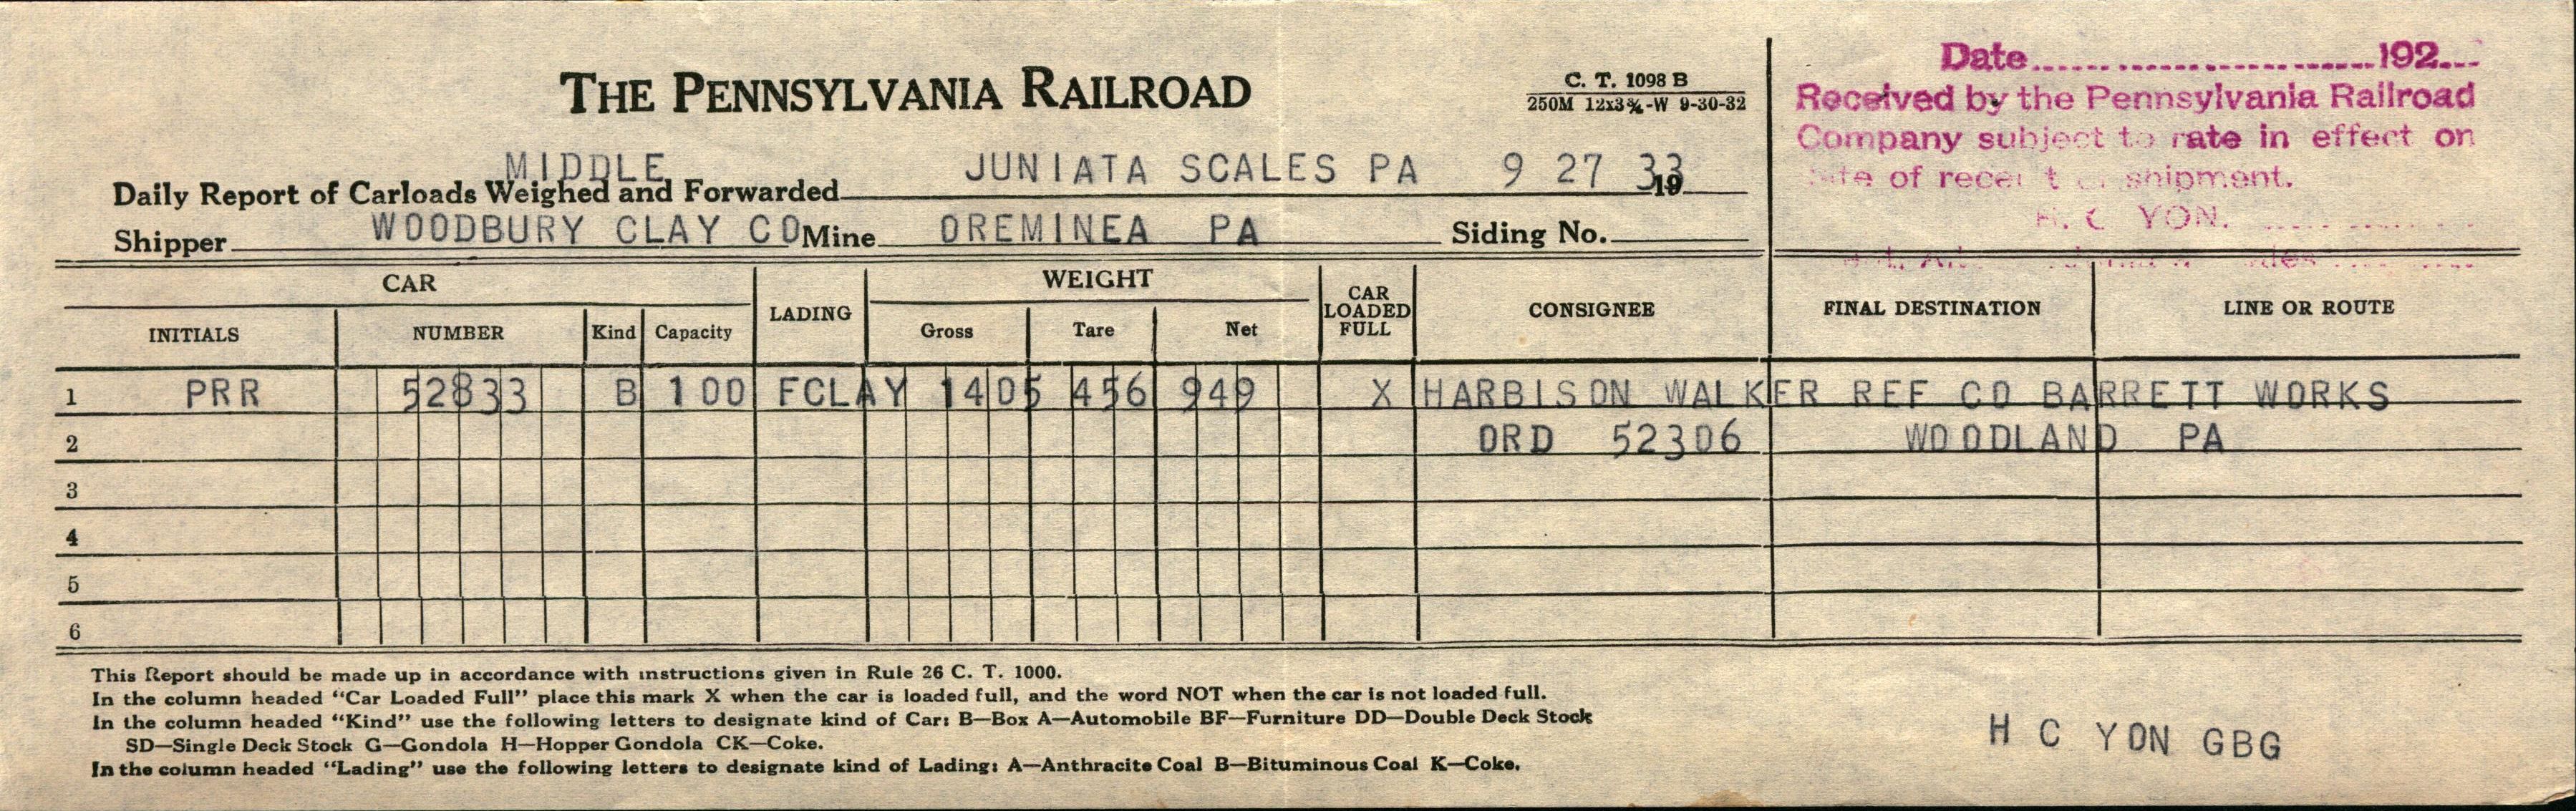 THE PENNSYLVANIA RAILROAD
C. T. 1098 B
250M 12x3¾-W 9-30-32
Date 192
Received by the Pennsylvania Railroad
Company subject to rate in effect on
of shipment.
H. C YON.
MIDDLE JUNIATA SCALES PA 9 27 33
Daily Report of Carloads Weighed and Forwarded 19
Shipper WOODBURY CLAY CO Mine OREMINEA PA Siding No.
CAR LADING WEIGHT CAR LOADED FULL CONSIGNEE FINAL DESTINATION LINE OR ROUTE
INITIALS NUMBER Kind Capacity Gross Tare Net
1 PRR 52833 B 100 FCLAY 1405 456 949 X HARBISON WALKER REF CO BARRETT WORKS
2 ORD 52306 WOODLAND PA
3
4
5
6
This Report should be made up in accordance with instructions given in Rule 26 C. T. 1000.
In the column headed "Car Loaded Full" place this mark X when the car is loaded full, and the word NOT when the car is not loaded full.
In the column headed "Kind" use the following letters to designate kind of Car: B—Box A—Automobile BF—Furniture DD—Double Deck Stock
SD—Single Deck Stock G—Gondola H—Hopper Gondola CK—Coke.
In the column headed "Lading" use the following letters to designate kind of Lading: A—Anthracite Coal B—Bituminous Coal K—Coke.
H C YON GBG